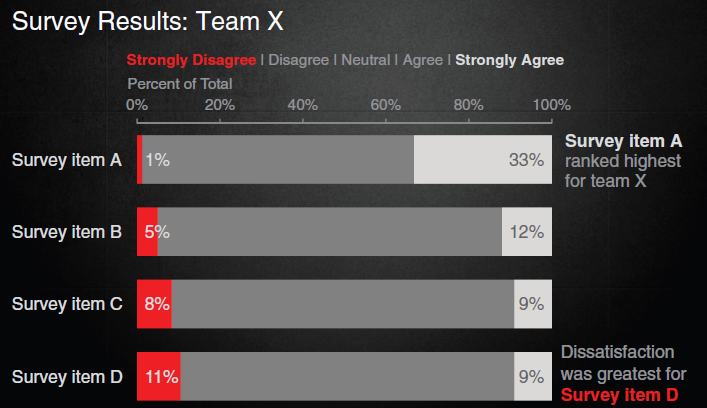 Survey Results: Team X
Strongly Disagree | Disagree | Neutral | Agree | Strongly Agree
Percent of Total
0% 20% 40% 60% 80% 100%
Survey item A 1% 33%
Survey item A
ranked highest
for team X
Survey item B 5% 12%
Survey item C 8% 9%
Survey item D 11% 9%
Dissatisfaction
was greatest for
Survey item D